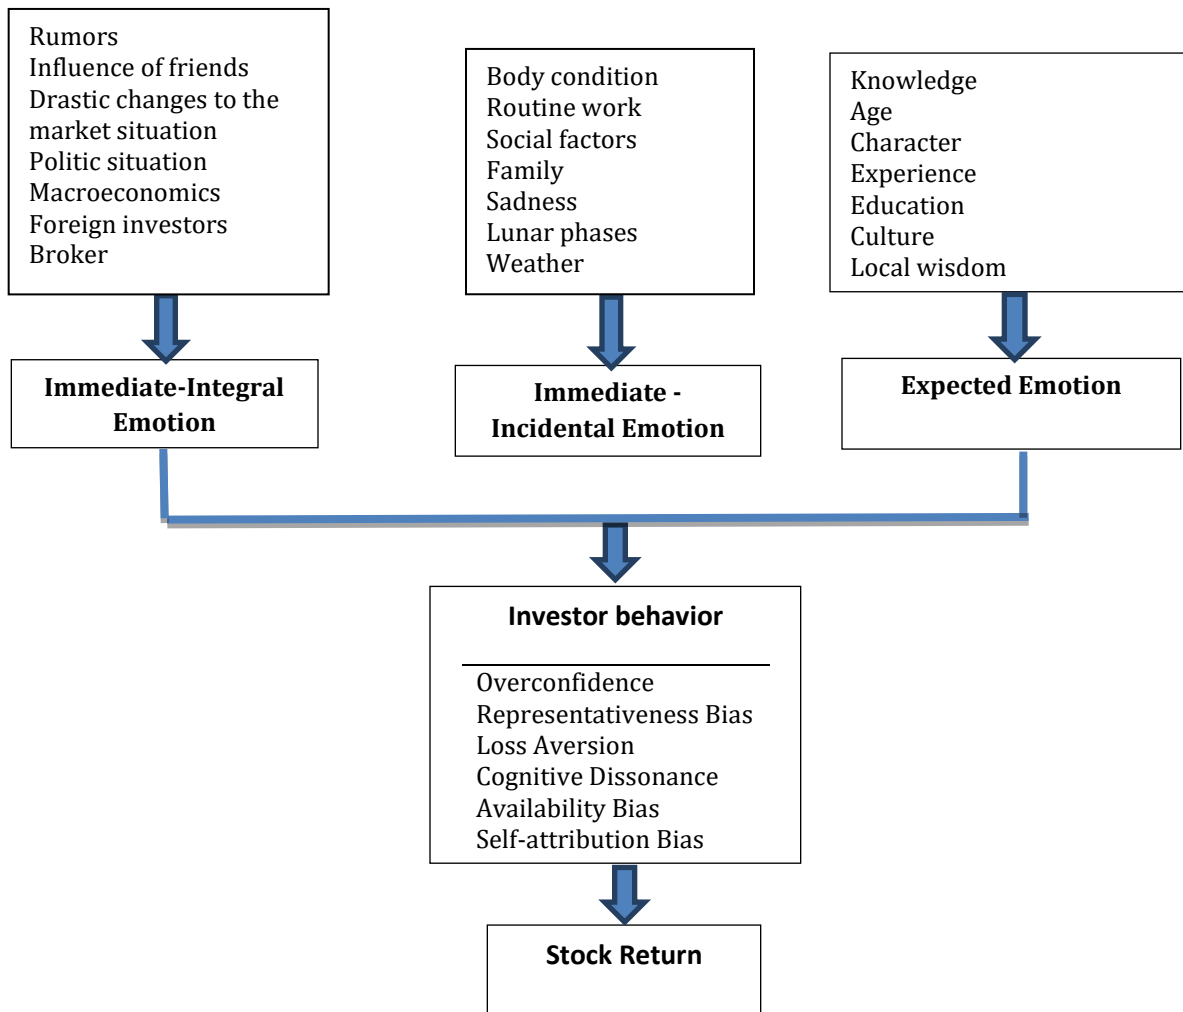 Rumors
Influence of friends
Drastic changes to the
market situation
Politic situation
Macroeconomics
Foreign investors
Broker
Body condition
Routine work
Social factors
Family
Sadness
Lunar phases
Weather
Knowledge
Age
Character
Experience
Education
Culture
Local wisdom
Immediate-Integral
Emotion
Immediate -
Incidental Emotion
Expected Emotion
Investor behavior
Overconfidence
Representativeness Bias
Loss Aversion
Cognitive Dissonance
Availability Bias
Self-attribution Bias
Stock Return